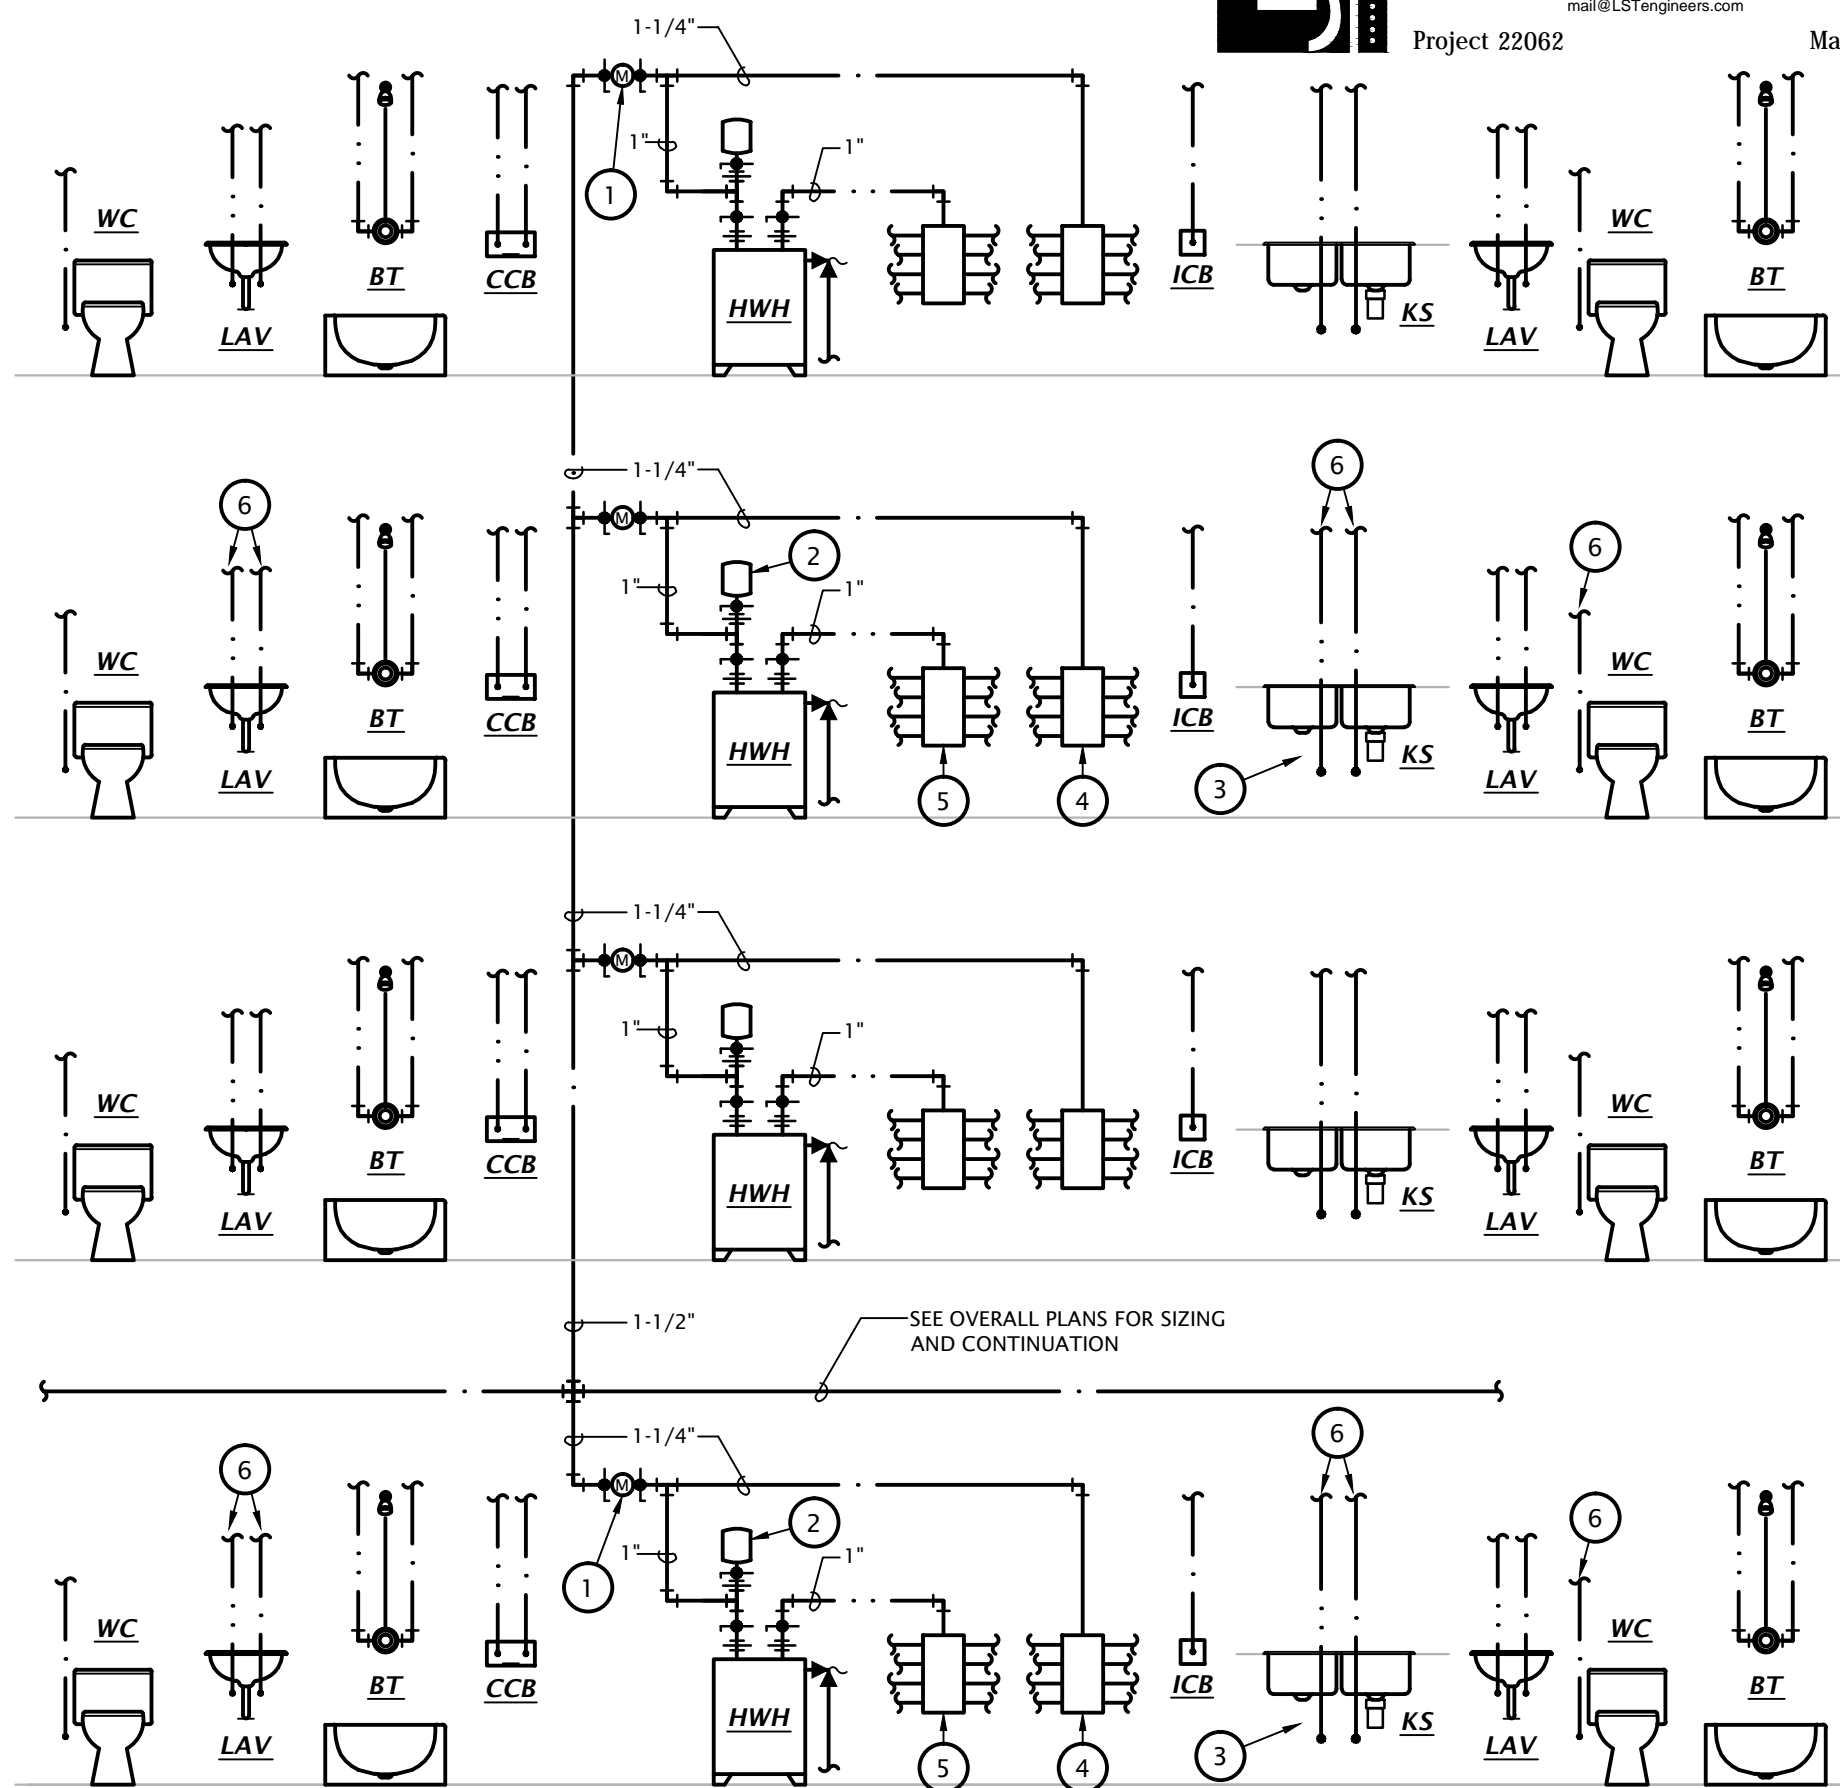 mail@LSTengineers.com
Project 22062
Ma
1-1/4"
M
1"
1"
1
WC
LAV
BT
CCB
HWH
ICB
KS
LAV
WC
BT
1-1/4"
6
6
6
M
2
1"
1"
WC
LAV
BT
CCB
HWH
5
4
ICB
3
KS
LAV
WC
BT
1-1/4"
M
1"
1"
WC
LAV
BT
CCB
HWH
ICB
KS
LAV
WC
BT
1-1/2"
SEE OVERALL PLANS FOR SIZING
AND CONTINUATION
1-1/4"
6
6
6
M
2
1"
1"
1
WC
LAV
BT
CCB
HWH
5
4
ICB
3
KS
LAV
WC
BT